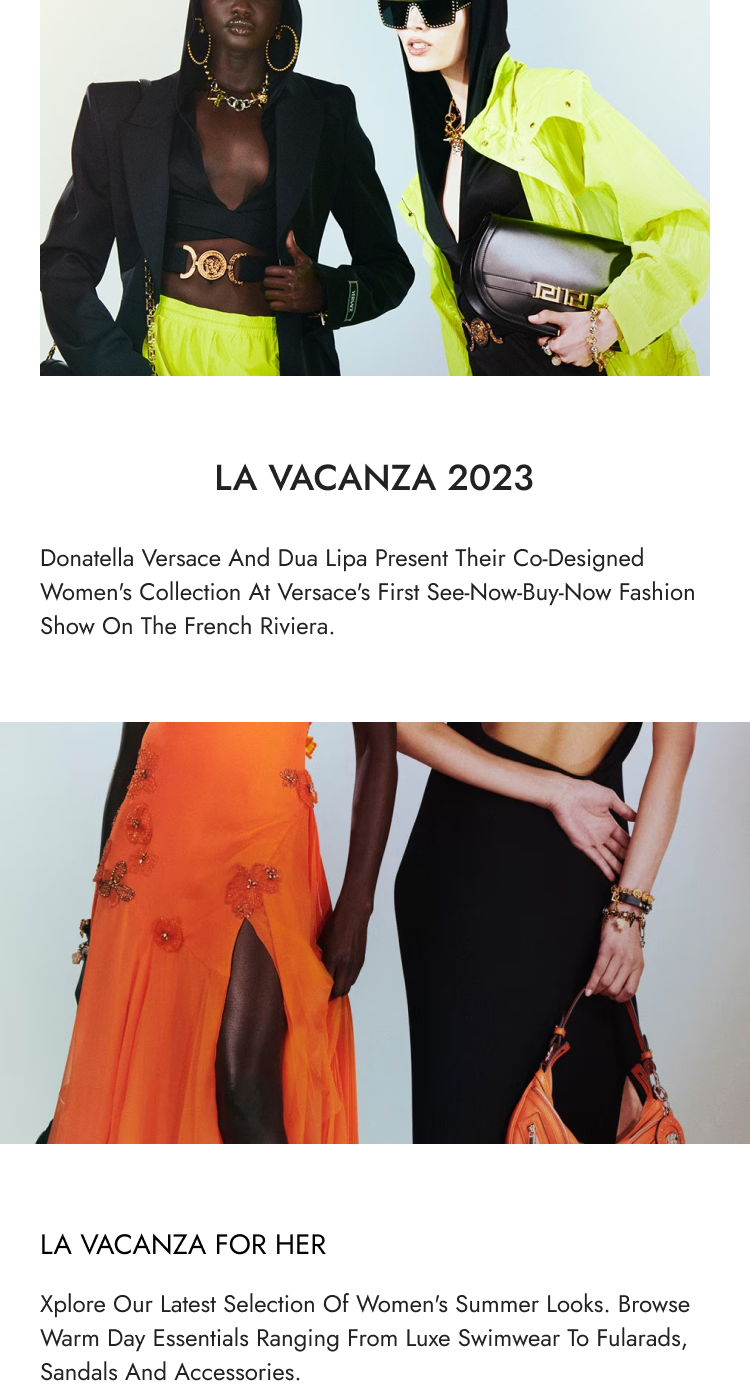 LA VACANZA 2023
Donatella Versace And Dua Lipa Present Their Co-Designed
Women's Collection At Versace's First See-Now-Buy-Now Fashion
Show On The French Riviera.
LA VACANZA FOR HER
Xplore Our Latest Selection Of Women's Summer Looks. Browse
Warm Day Essentials Ranging From Luxe Swimwear To Fularads,
Sandals And Accessories.